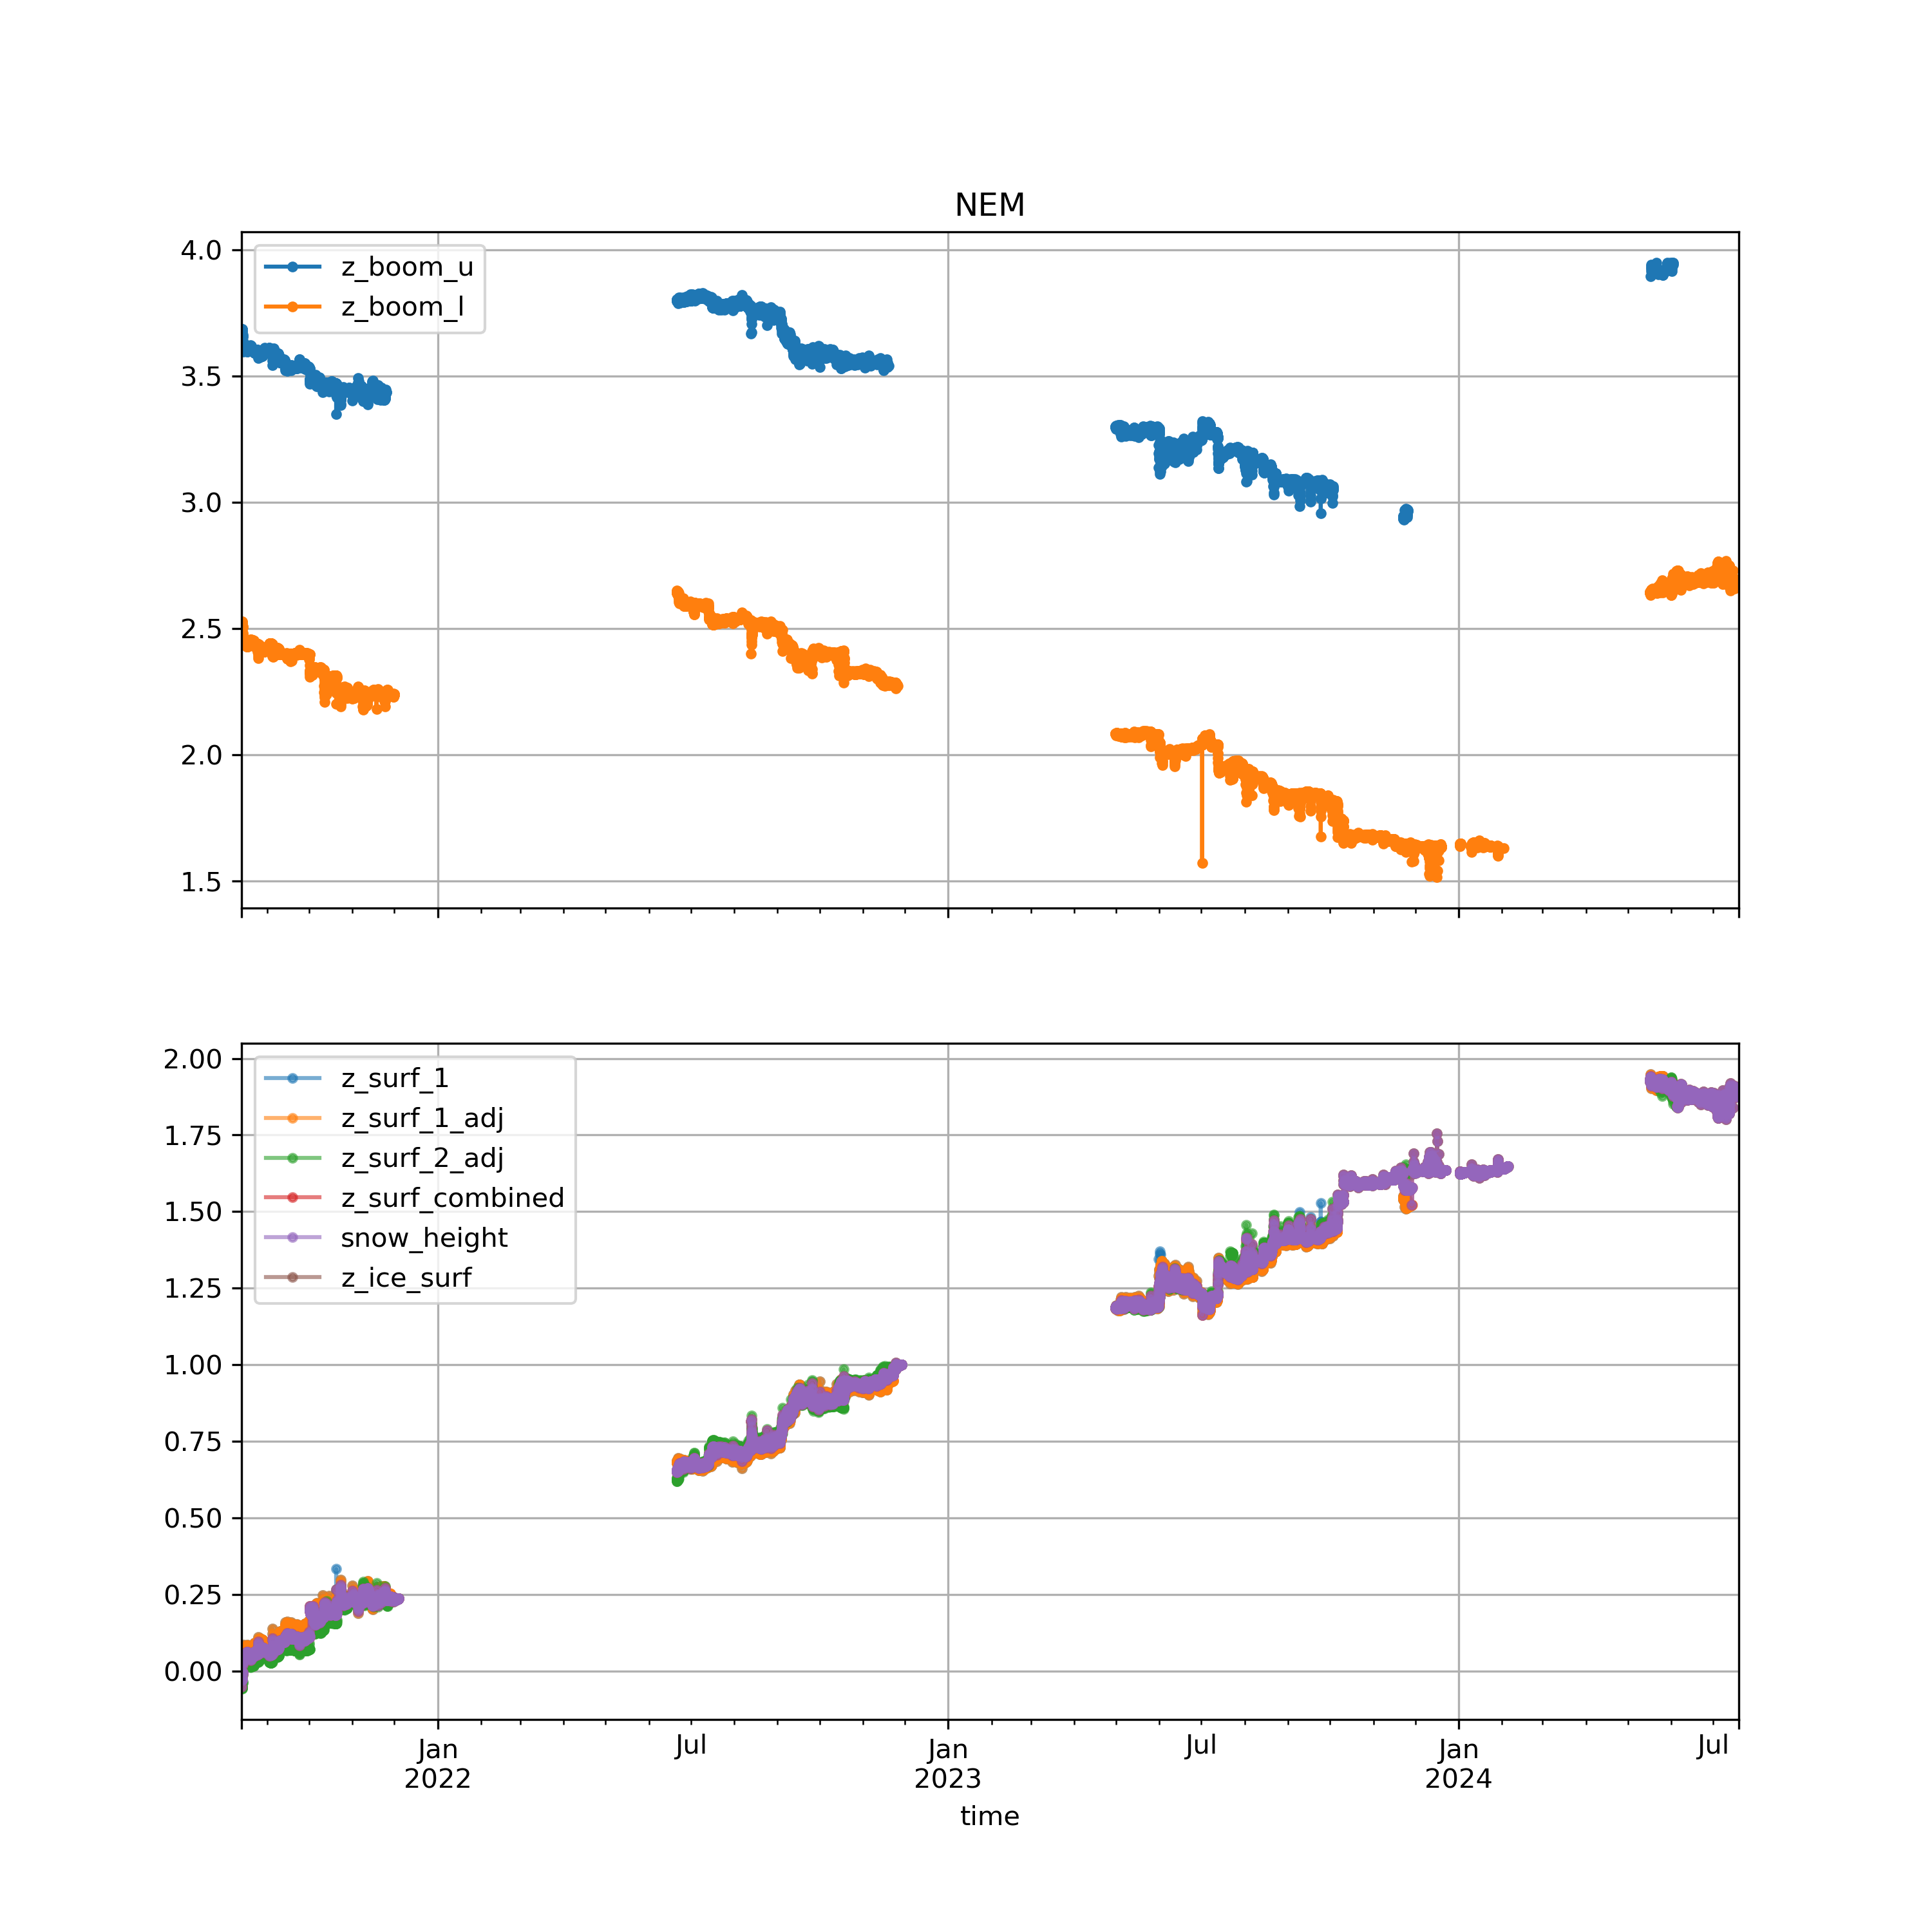 NEM
4.0
3.5
3.0
2.5
2.0
1.5
z_boom_u
z_boom_l
2.00
1.75
1.50
1.25
1.00
0.75
0.50
0.25
0.00
z_surf_1
z_surf_1_adj
z_surf_2_adj
z_surf_combined
snow_height
z_ice_surf
Jan Jul Jan Jul Jan Jul
2022 2023 2024
time